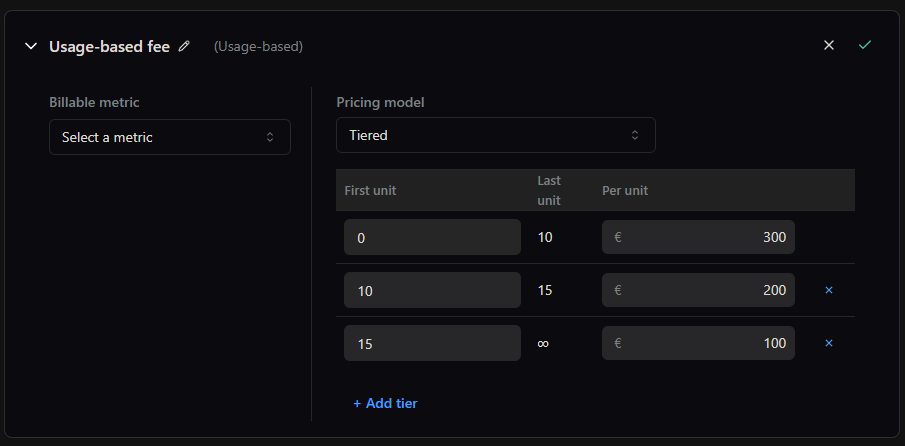 Usage-based fee (Usage-based)
Billable metric
Select a metric
Pricing model
Tiered
First unit Last unit Per unit
0 10 € 300
10 15 € 200 ×
15 ∞ € 100 ×
+ Add tier